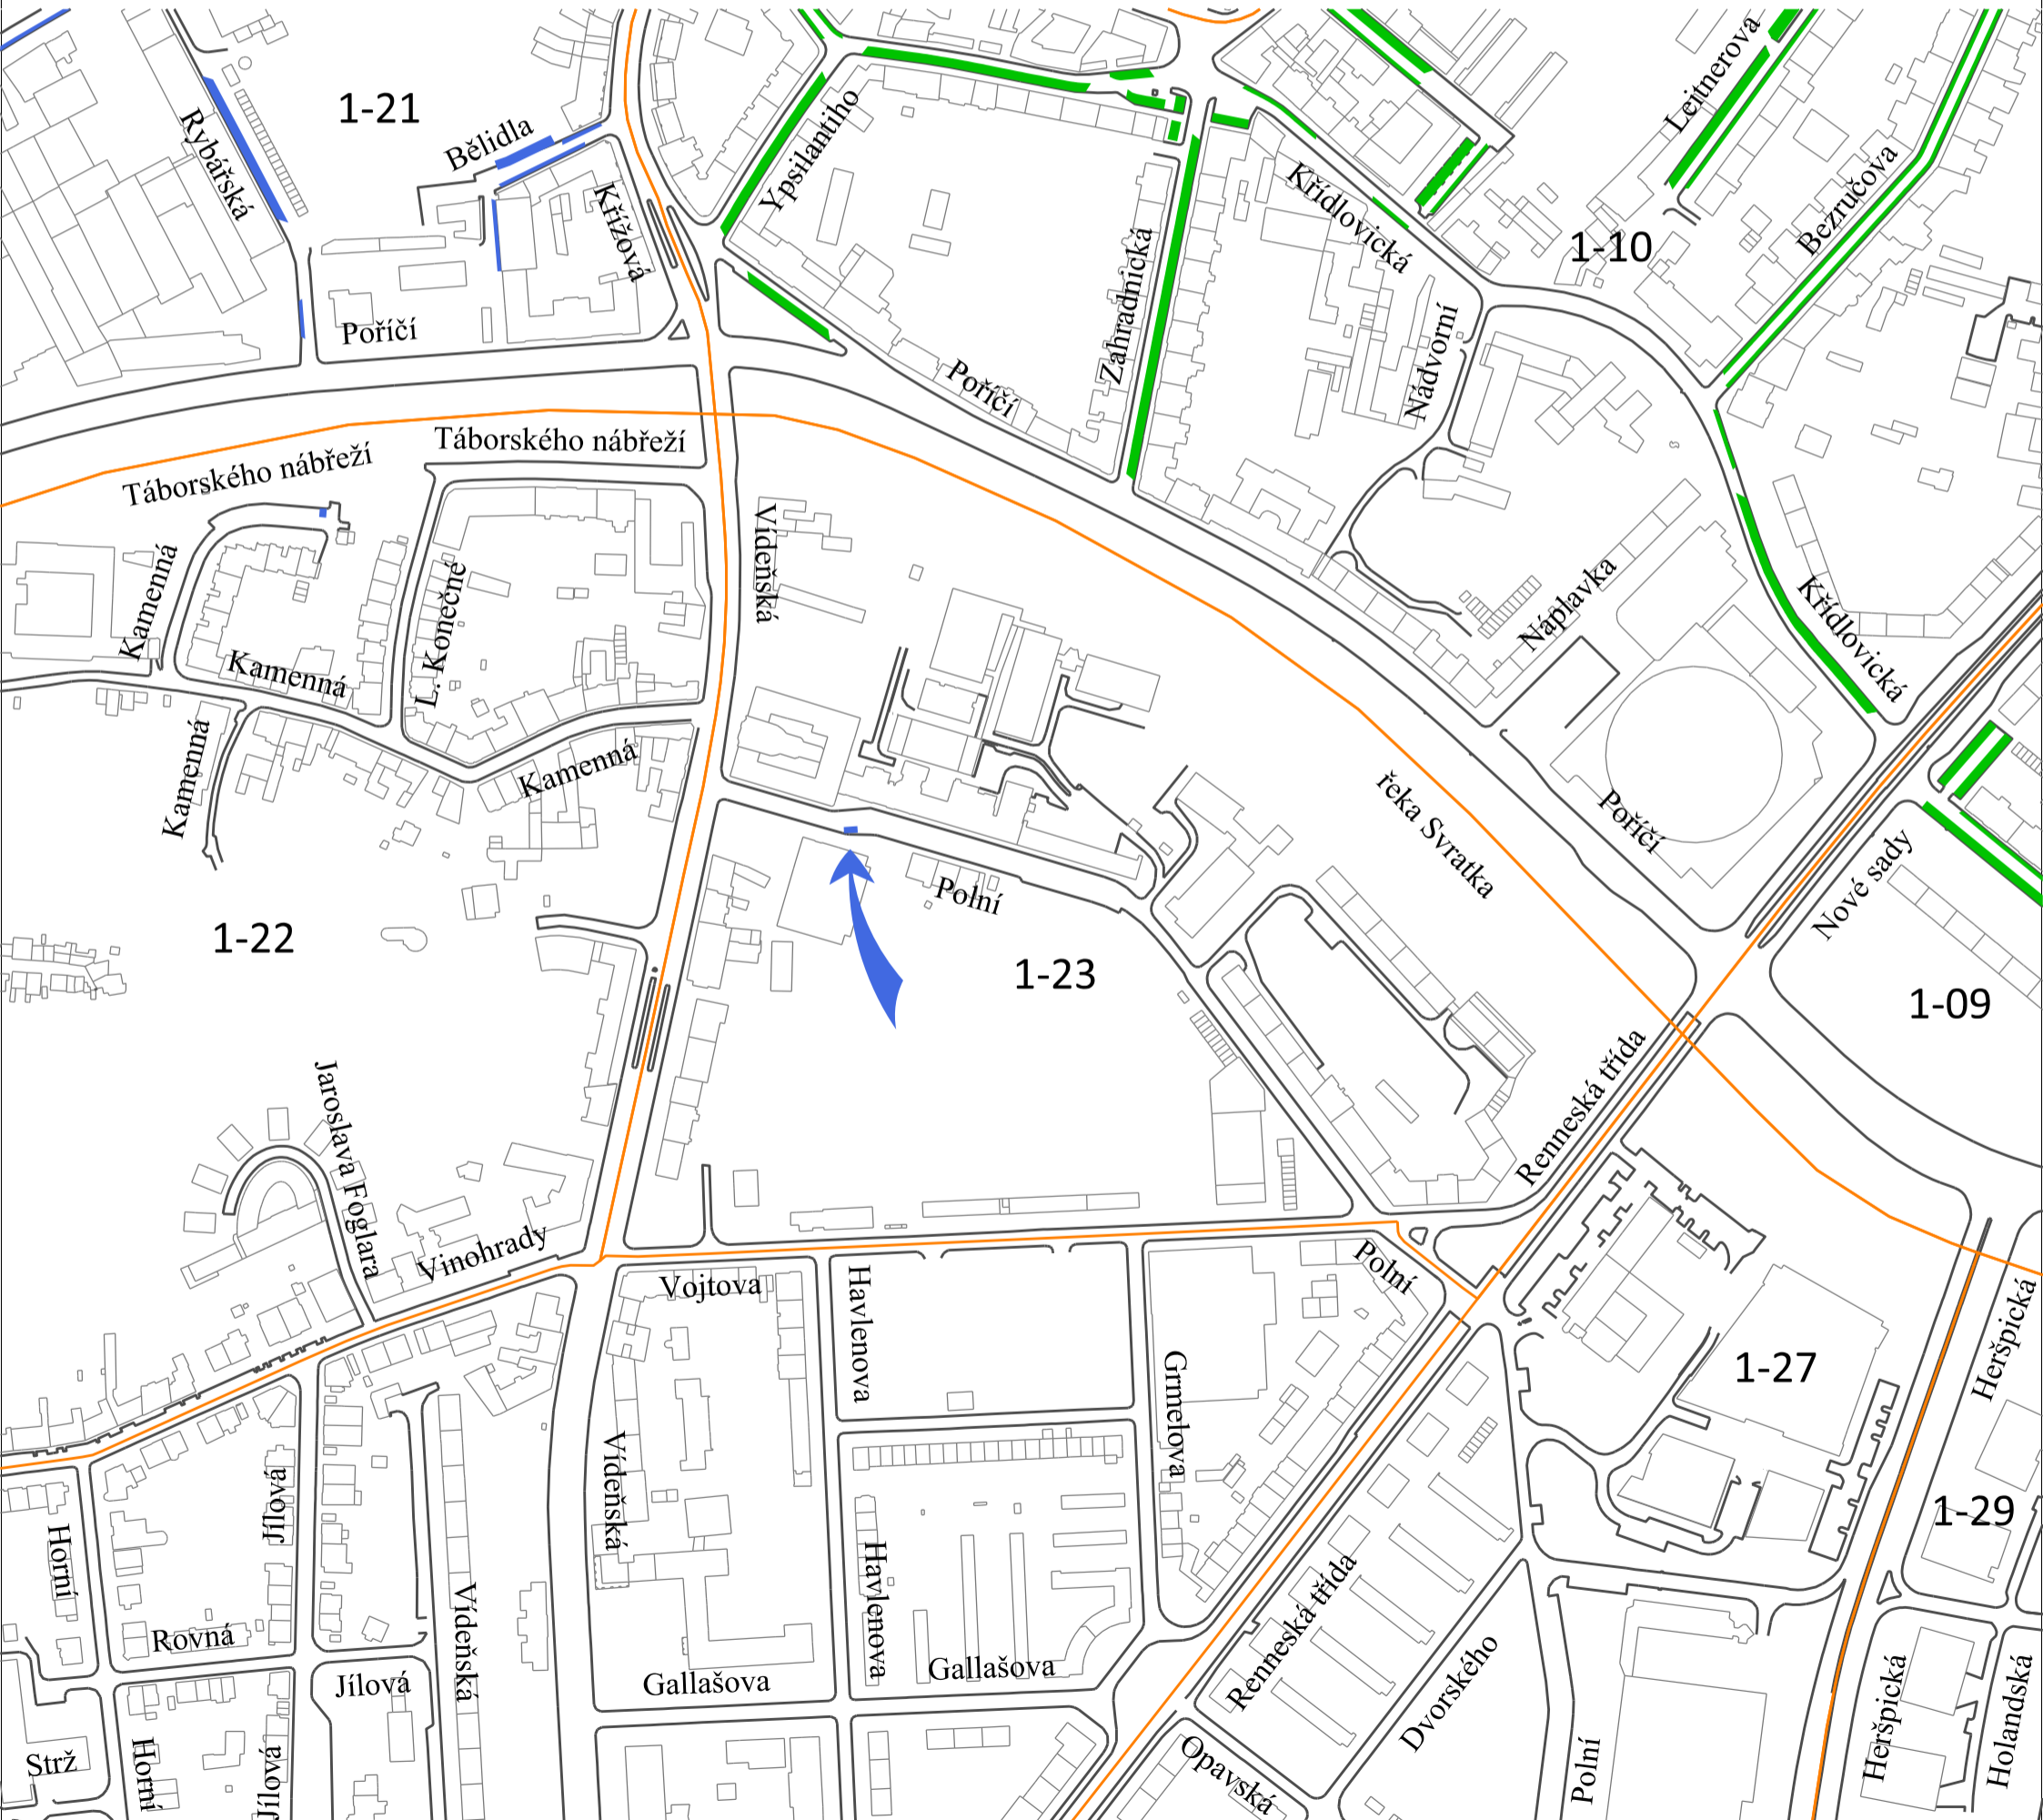 Leitnerova
1-21
Bělidla
Rybářská
Ypsilantiho
Křížová
Křídlovická
Bezručova
1-10
Zahradnická
Nádvorní
Poříčí
Poříčí
Táborského nábřeží
Táborského nábřeží
Vídeňská
Kamenná
L. Konečné
Kamenná
Náplavka
Křídlovická
Kamenná
Kamenná
řeka Svratka
Poříčí
Nové sady
Polní
1-22
1-23
1-09
Jaroslava Foglara
Renneská třída
Vinohrady
Vojtova
Havlenova
Polní
Heršpická
1-27
Grmelova
Vídeňská
Jílová
1-29
Horní
Havlenova
Renneská třída
Vídeňská
Rovná
Jílová
Gallašova
Gallašova
Dvorského
Strž
Horní
Jílová
Opavská
Polní
Heršpická
Holandská